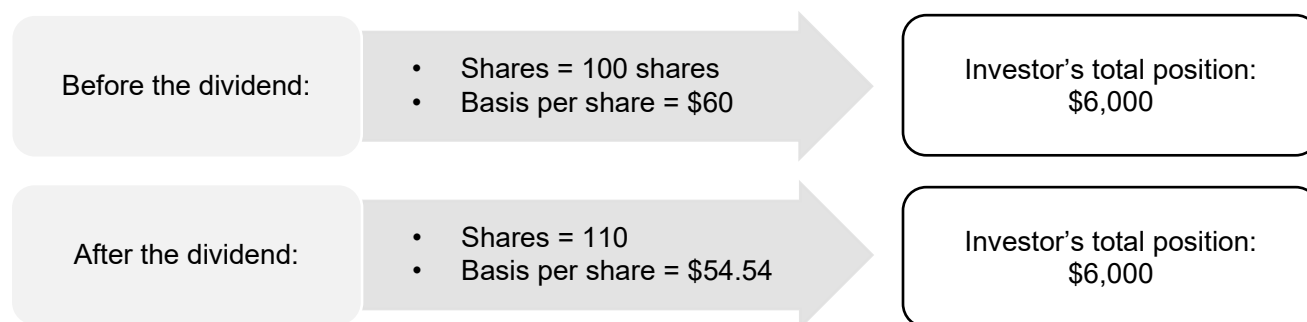 Before the dividend:
• Shares = 100 shares
• Basis per share = $60
Investor’s total position:
$6,000
After the dividend:
• Shares = 110
• Basis per share = $54.54
Investor’s total position:
$6,000